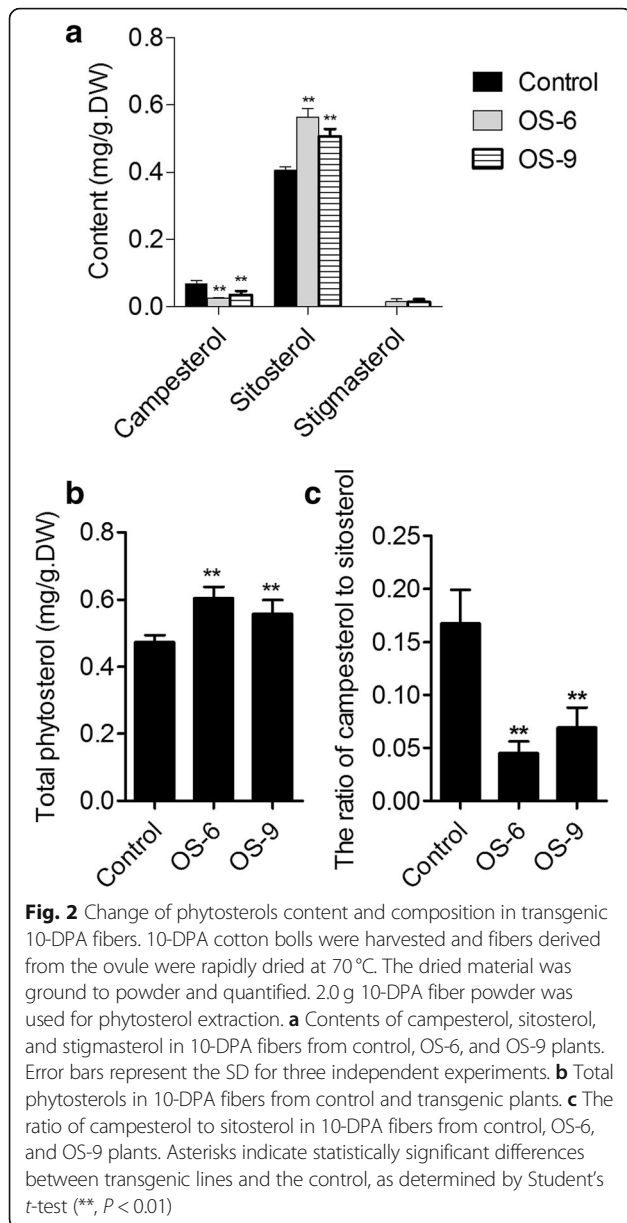 a
Content (mg/g.DW)
0.8
0.6
0.4
0.2
0.0
** **
** **
Campesterol
Sitosterol
Stigmasterol
Control
OS-6
OS-9
b
Total phytosterol (mg/g.DW)
0.8
0.6
0.4
0.2
0.0
** **
Control
OS-6
OS-9
c
The ratio of campesterol to sitosterol
0.25
0.20
0.15
0.10
0.05
0.00
** **
Control
OS-6
OS-9
Fig. 2 Change of phytosterols content and composition in transgenic
10-DPA fibers. 10-DPA cotton bolls were harvested and fibers derived
from the ovule were rapidly dried at 70 °C. The dried material was
ground to powder and quantified. 2.0 g 10-DPA fiber powder was
used for phytosterol extraction. a Contents of campesterol, sitosterol,
and stigmasterol in 10-DPA fibers from control, OS-6, and OS-9 plants.
Error bars represent the SD for three independent experiments. b Total
phytosterols in 10-DPA fibers from control and transgenic plants. c The
ratio of campesterol to sitosterol in 10-DPA fibers from control, OS-6,
and OS-9 plants. Asterisks indicate statistically significant differences
between transgenic lines and the control, as determined by Student's
t-test (**, P < 0.01)